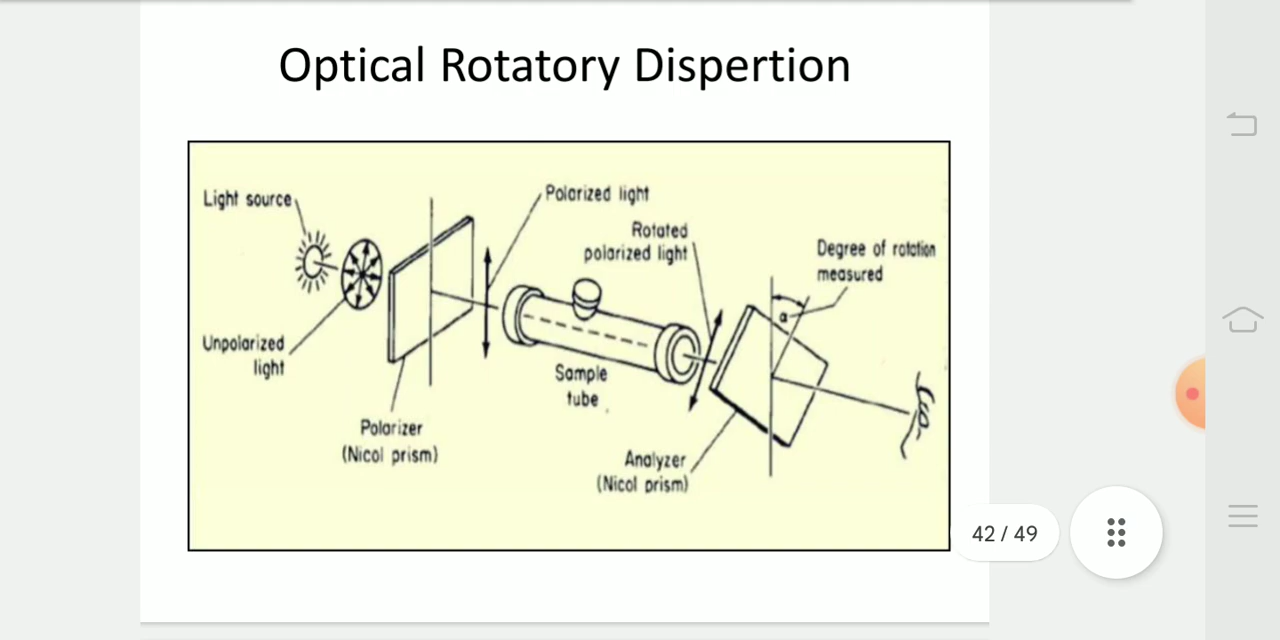 Optical Rotatory Dispertion
Light source
Polarized light
Rotated
polarized light
Degree of rotation
measured
α
Unpolarized
light
Sample
tube
Polarizer
(Nicol prism)
Analyzer
(Nicol prism)
42 / 49